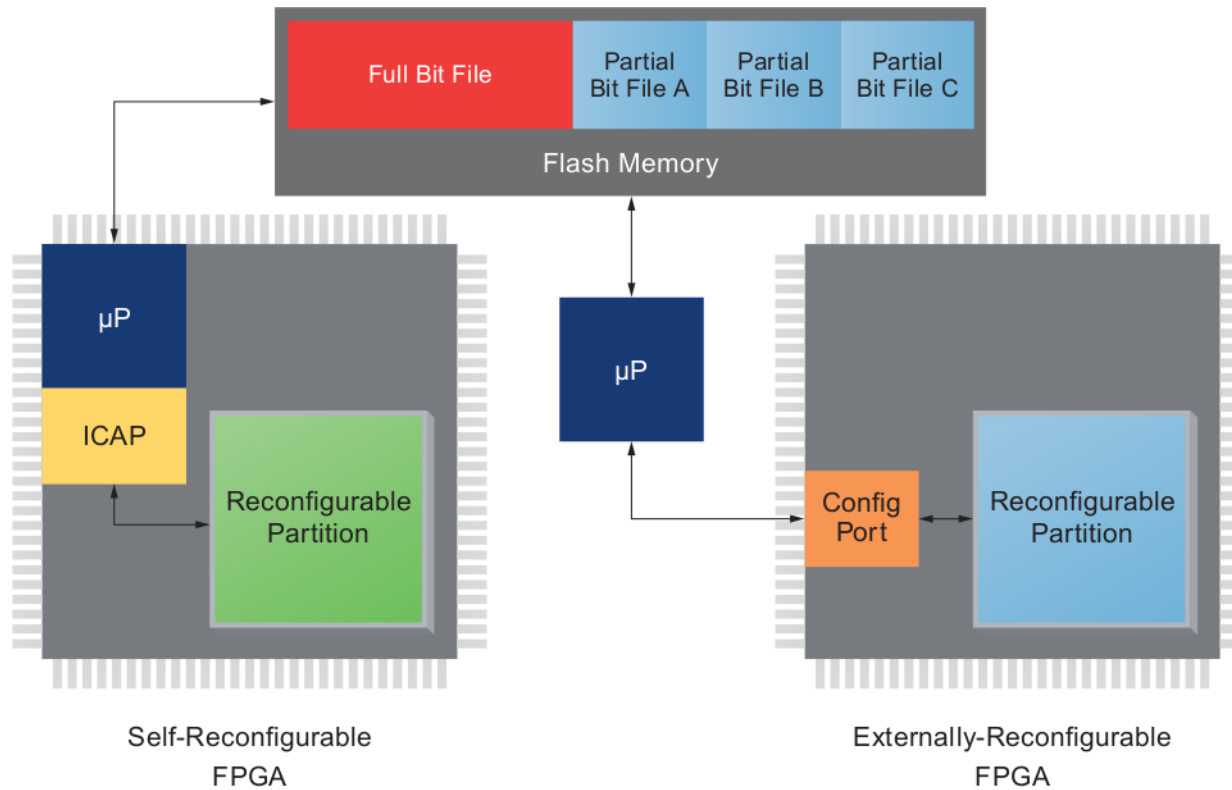 Full Bit File
Partial
Bit File A
Partial
Bit File B
Partial
Bit File C
Flash Memory
µP
ICAP
Reconfigurable
Partition
µP
Config
Port
Reconfigurable
Partition
Self-Reconfigurable
FPGA
Externally-Reconfigurable
FPGA